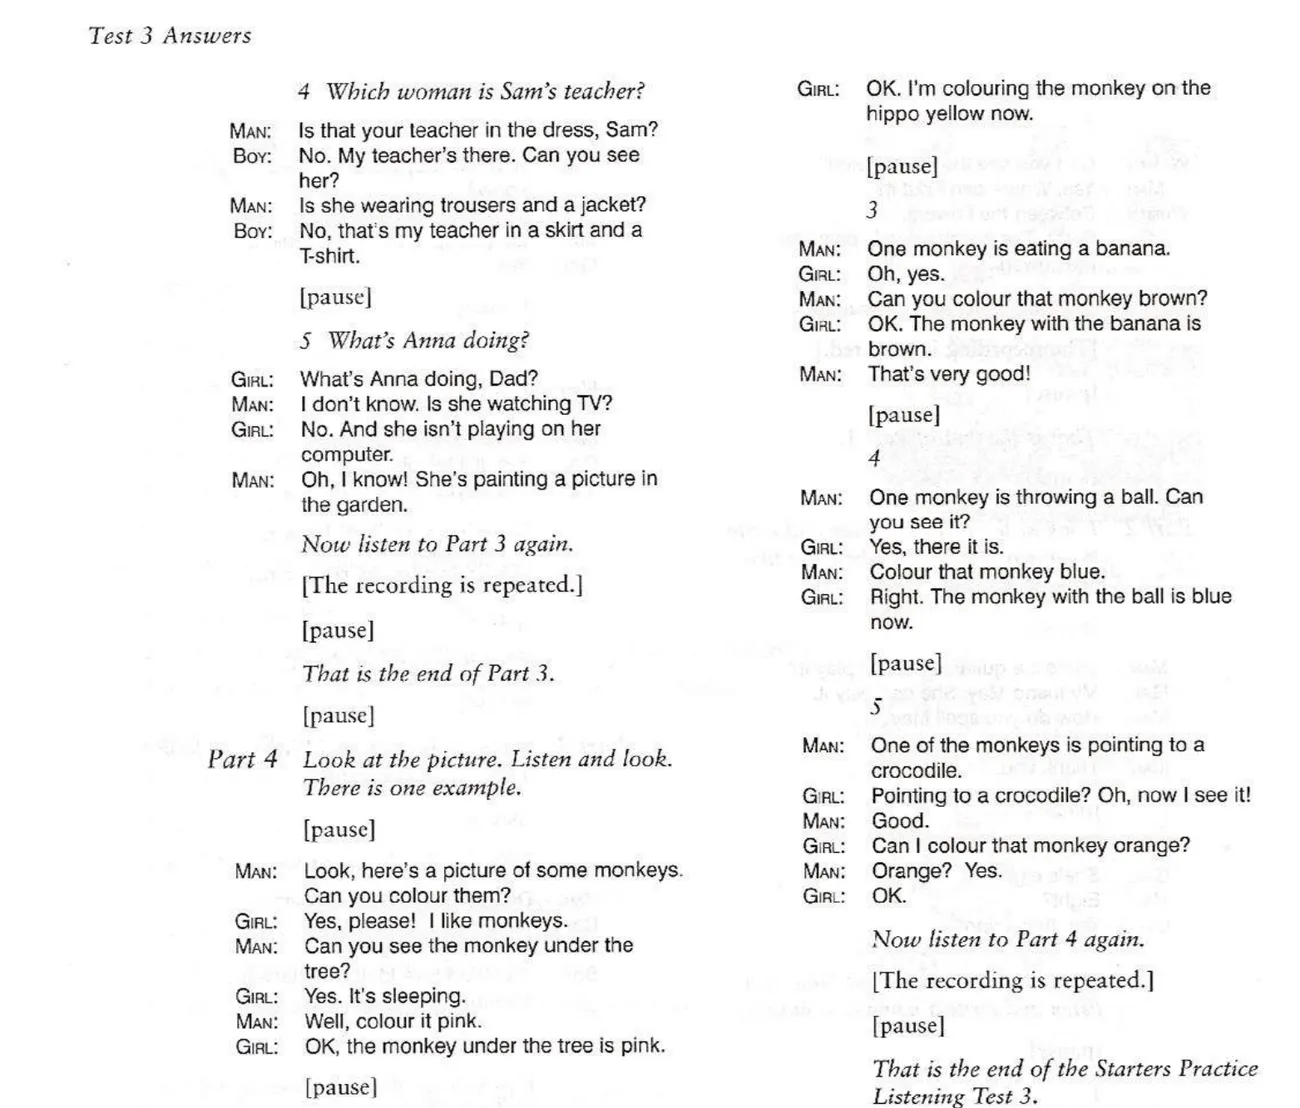 Test 3 Answers
4 Which woman is Sam's teacher?
MAN: Is that your teacher in the dress, Sam?
BOY: No. My teacher's there. Can you see
her?
MAN: Is she wearing trousers and a jacket?
BOY: No, that's my teacher in a skirt and a
T-shirt.
[pause]
5 What's Anna doing?
GIRL: What's Anna doing, Dad?
MAN: I don't know. Is she watching TV?
GIRL: No. And she isn't playing on her
computer.
MAN: Oh, I know! She's painting a picture in
the garden.
Now listen to Part 3 again.
[The recording is repeated.]
[pause]
That is the end of Part 3.
[pause]
Part 4 Look at the picture. Listen and look.
There is one example.
[pause]
MAN: Look, here's a picture of some monkeys.
Can you colour them?
GIRL: Yes, please! I like monkeys.
MAN: Can you see the monkey under the
tree?
GIRL: Yes. It's sleeping.
MAN: Well, colour it pink.
GIRL: OK, the monkey under the tree is pink.
[pause]
GIRL: OK. I'm colouring the monkey on the
hippo yellow now.
[pause]
3
MAN: One monkey is eating a banana.
GIRL: Oh, yes.
MAN: Can you colour that monkey brown?
GIRL: OK. The monkey with the banana is
brown.
MAN: That's very good!
[pause]
4
MAN: One monkey is throwing a ball. Can
you see it?
GIRL: Yes, there it is.
MAN: Colour that monkey blue.
GIRL: Right. The monkey with the ball is blue
now.
[pause]
5
MAN: One of the monkeys is pointing to a
crocodile.
GIRL: Pointing to a crocodile? Oh, now I see it!
MAN: Good.
GIRL: Can I colour that monkey orange?
MAN: Orange? Yes.
GIRL: OK.
Now listen to Part 4 again.
[The recording is repeated.]
[pause]
That is the end of the Starters Practice
Listening Test 3.